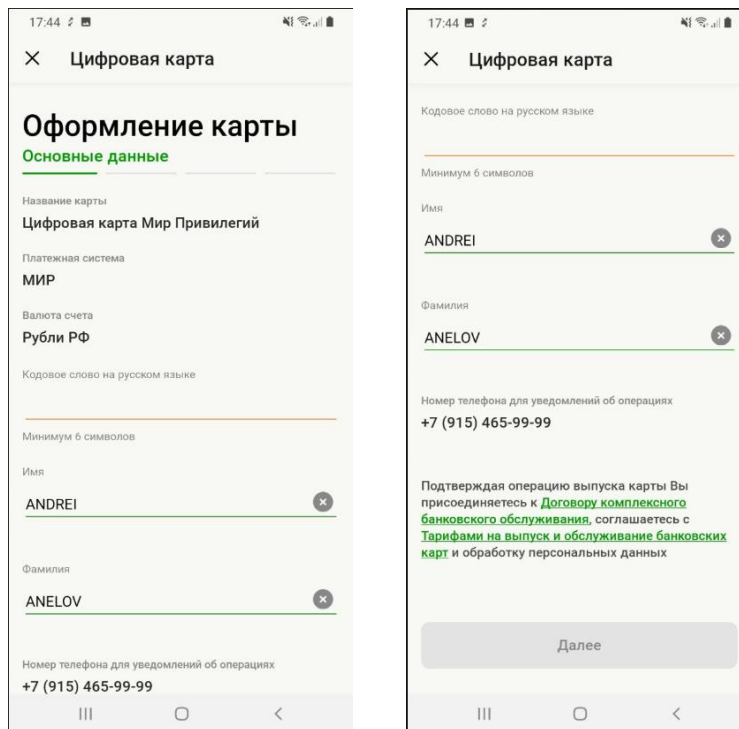 17:44
Цифровая карта
Оформление карты
Основные данные
Название карты
Цифровая карта Мир Привилегий
Платежная система
МИР
Валюта счета
Рубли РФ
Кодовое слово на русском языке
Минимум 6 символов
Имя
ANDREI
Фамилия
ANELOV
Номер телефона для уведомлений об операциях
+7 (915) 465-99-99
17:44
Цифровая карта
Кодовое слово на русском языке
Минимум 6 символов
Имя
ANDREI
Фамилия
ANELOV
Номер телефона для уведомлений об операциях
+7 (915) 465-99-99
Подтверждая операцию выпуска карты Вы
присоединяетесь к Договору комплексного
банковского обслуживания, соглашаетесь с
Тарифами на выпуск и обслуживание банковских
карт и обработку персональных данных
Далее